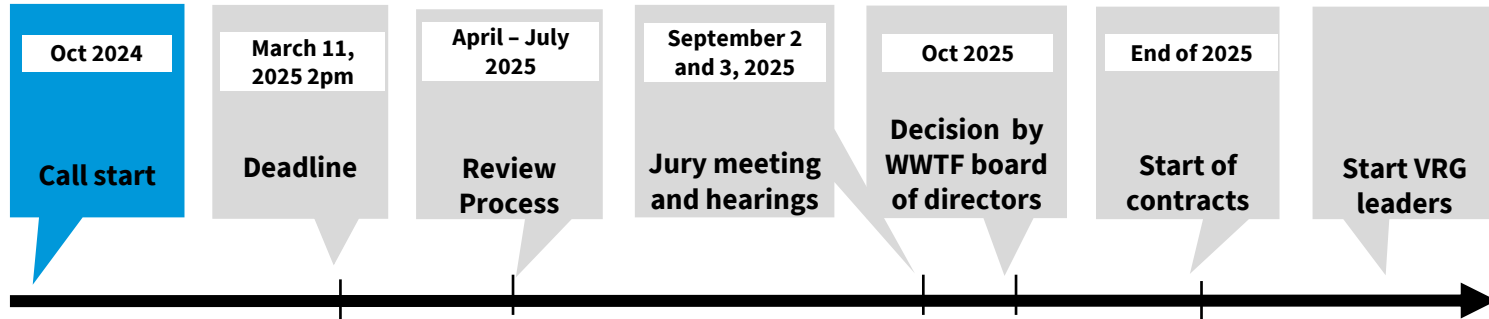 Oct 2024
Call start
March 11,
2025 2pm
Deadline
April – July
2025
Review
Process
September 2
and 3, 2025
Jury meeting
and hearings
Oct 2025
Decision by
WWTF board
of directors
End of 2025
Start of
contracts
Start VRG
leaders